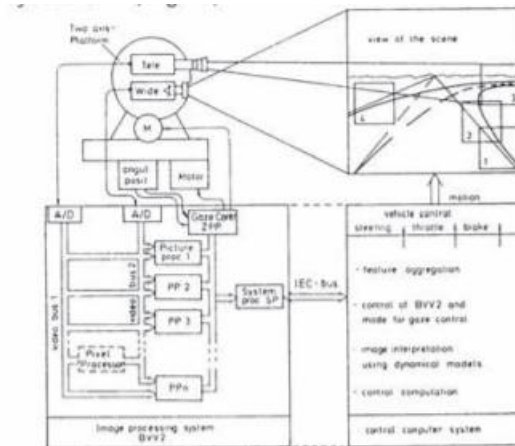 Two axis-
Platform
view of the scene
Tele
Wide
4
3
2
1
M
angul
posit
Motor
motion
A/D
A/D
Gaze Contr
ZPP
vehicle control
steering
throttle
brake
Picture
proc. 1
PP 2
PP 3
PPn
System
proc. SP
IEC-bus
video bus 1
video
bus 2
Pixel
Processor
- feature aggregation
- control of BVV2 and
mode for gaze control
- image interpretation
using dynamical models
- control computation
Image processing system
BVV2
control computer system